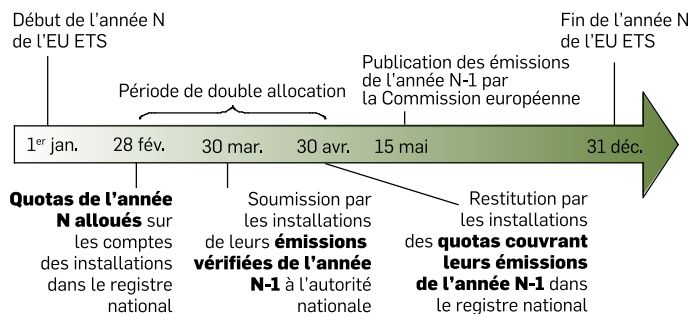 Début de l'année N
de l'EU ETS
Fin de l'année N
de l'EU ETS
Publication des émissions
de l'année N-1 par
la Commission européenne
Période de double allocation
1er jan.
28 fév.
30 mar.
30 avr.
15 mai
31 déc.
Quotas de l'année
N alloués sur
les comptes
des installations
dans le registre
national
Soumission par
les installations
de leurs émissions
vérifiées de l'année
N-1 à l'autorité
nationale
Restitution par
les installations
des quotas couvrant
leurs émissions
de l'année N-1 dans
le registre national